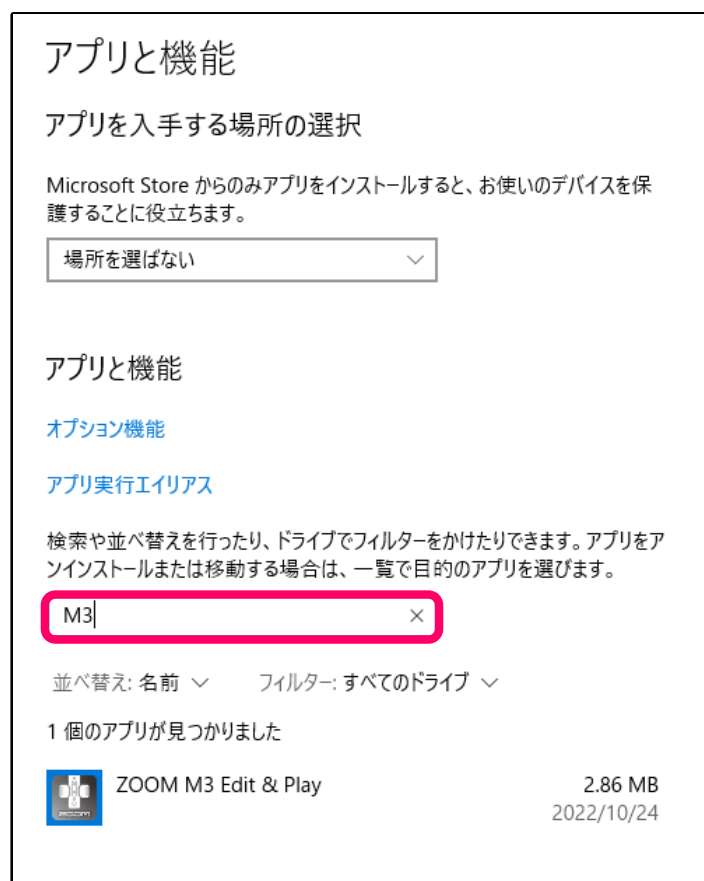 アプリと機能
アプリを入手する場所の選択
Microsoft Store からのみアプリをインストールすると、お使いのデバイスを保
護することに役立ちます。
場所を選ばない
アプリと機能
オプション機能
アプリ実行エイリアス
検索や並べ替えを行ったり、ドライブでフィルターをかけたりできます。アプリをア
ンインストールまたは移動する場合は、一覧で目的のアプリを選びます。
M3
並べ替え: 名前 フィルター: すべてのドライブ
1 個のアプリが見つかりました
ZOOM M3 Edit & Play 2.86 MB
2022/10/24
zoom